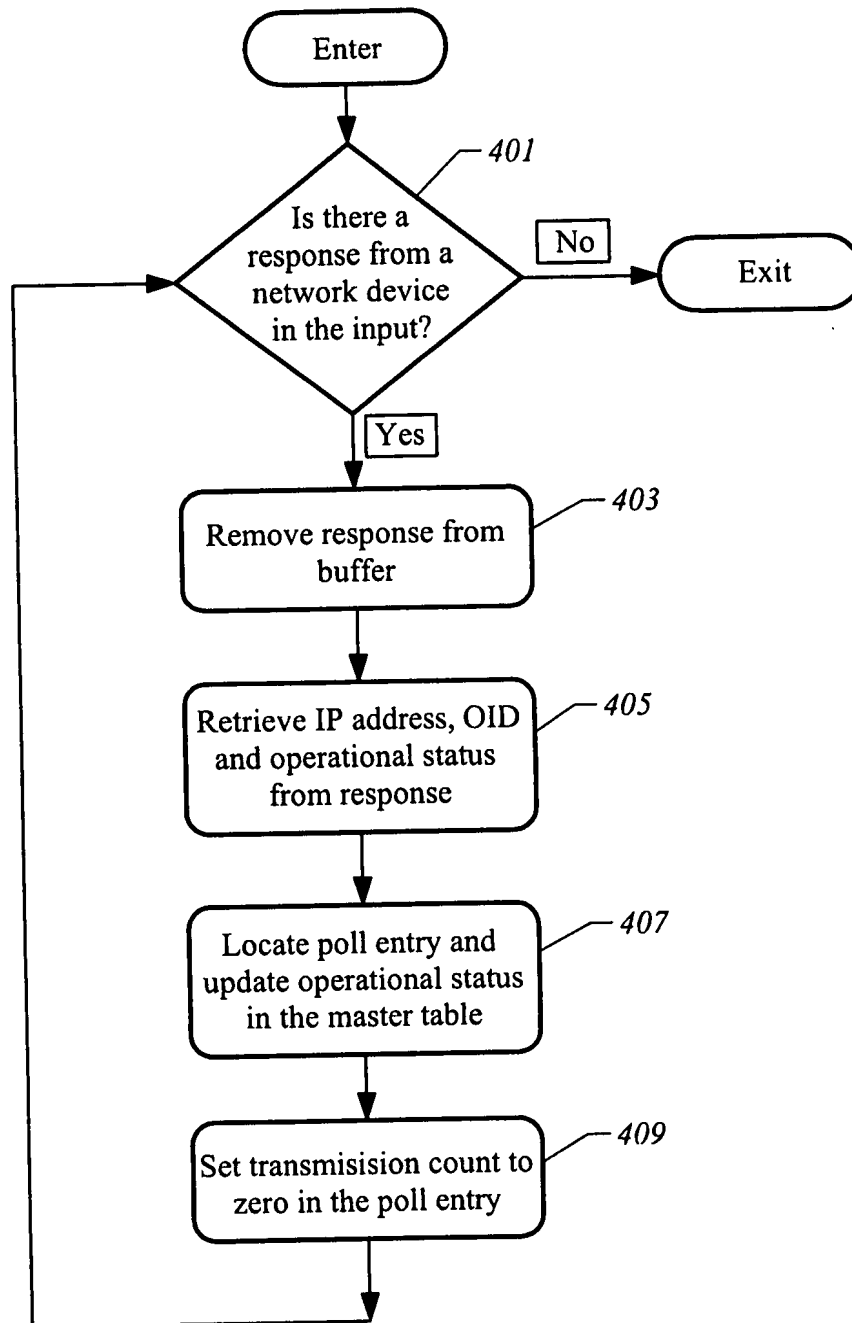 Enter
401
Is there a
response from a
network device
in the input?
No
Exit
Yes
403
Remove response from
buffer
405
Retrieve IP address, OID
and operational status
from response
407
Locate poll entry and
update operational status
in the master table
409
Set transmisision count to
zero in the poll entry